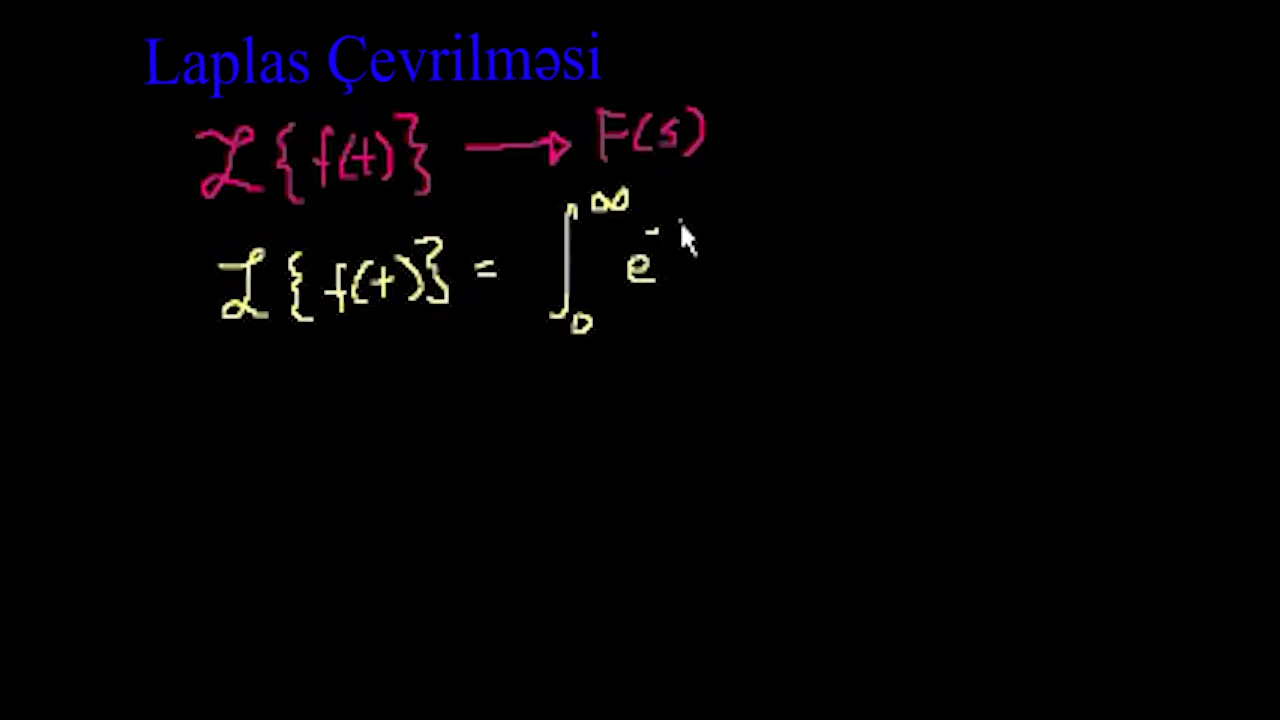 Laplas Çevrilməsi
ℒ{f(t)} → F(s)
ℒ{f(t)} = ∫₀^∞ e⁻